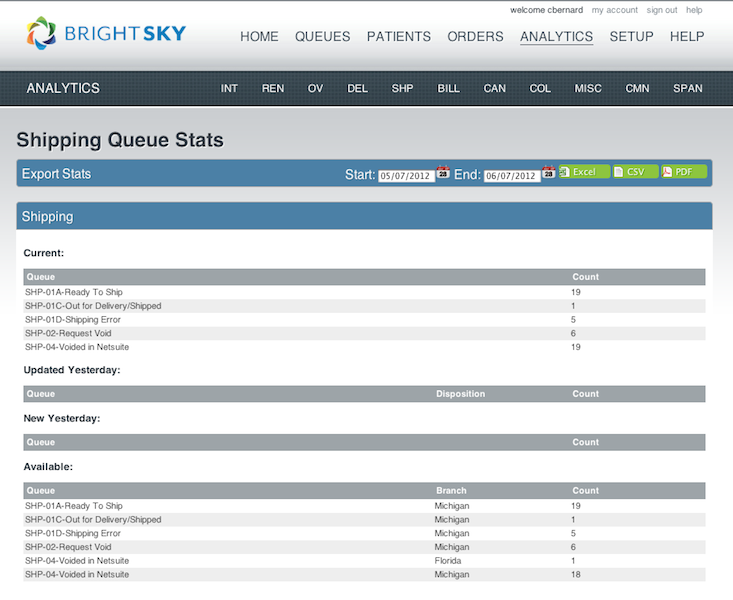 welcome cbernard my account sign out help
BRIGHTSKY
HOME QUEUES PATIENTS ORDERS ANALYTICS SETUP HELP
ANALYTICS INT REN OV DEL SHP BILL CAN COL MISC CMN SPAN
Shipping Queue Stats
Export Stats Start: 05/07/2012 28 End: 06/07/2012 28 Excel CSV PDF
Shipping
Current:
Queue Count
SHP-01A-Ready To Ship 19
SHP-01C-Out for Delivery/Shipped 1
SHP-01D-Shipping Error 5
SHP-02-Request Void 6
SHP-04-Voided in Netsuite 19
Updated Yesterday:
Queue Disposition Count
New Yesterday:
Queue Count
Available:
Queue Branch Count
SHP-01A-Ready To Ship Michigan 19
SHP-01C-Out for Delivery/Shipped Michigan 1
SHP-01D-Shipping Error Michigan 5
SHP-02-Request Void Michigan 6
SHP-04-Voided in Netsuite Florida 1
SHP-04-Voided in Netsuite Michigan 18